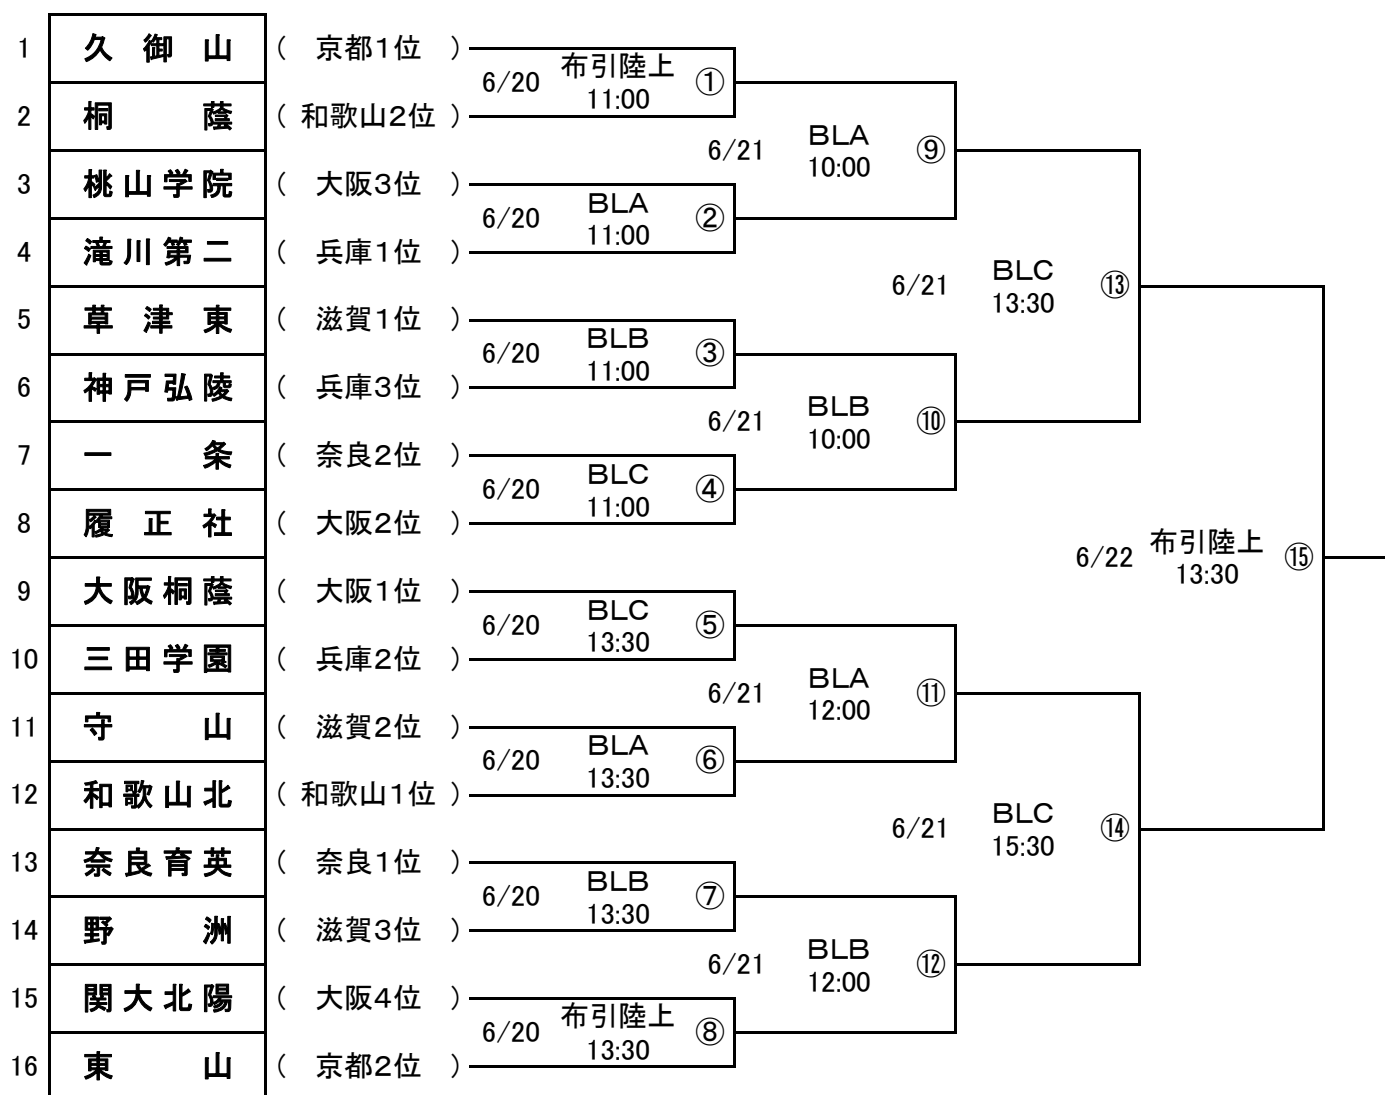 1 久御山 ( 京都1位 )
6/20 布引陸上 ①
11:00
2 桐蔭 ( 和歌山2位 )
6/21 BLA ⑨
10:00
3 桃山学院 ( 大阪3位 )
6/20 BLA ②
11:00
4 滝川第二 ( 兵庫1位 )
6/21 BLC ⑬
13:30
5 草津東 ( 滋賀1位 )
6/20 BLB ③
11:00
6 神戸弘陵 ( 兵庫3位 )
6/21 BLB ⑩
10:00
7 一条 ( 奈良2位 )
6/20 BLC ④
11:00
8 履正社 ( 大阪2位 )
6/22 布引陸上 ⑮
13:30
9 大阪桐蔭 ( 大阪1位 )
6/20 BLC ⑤
13:30
10 三田学園 ( 兵庫2位 )
6/21 BLA ⑪
12:00
11 守山 ( 滋賀2位 )
6/20 BLA ⑥
13:30
12 和歌山北 ( 和歌山1位 )
6/21 BLC ⑭
15:30
13 奈良育英 ( 奈良1位 )
6/20 BLB ⑦
13:30
14 野洲 ( 滋賀3位 )
6/21 BLB ⑫
12:00
15 関大北陽 ( 大阪4位 )
6/20 布引陸上 ⑧
13:30
16 東山 ( 京都2位 )